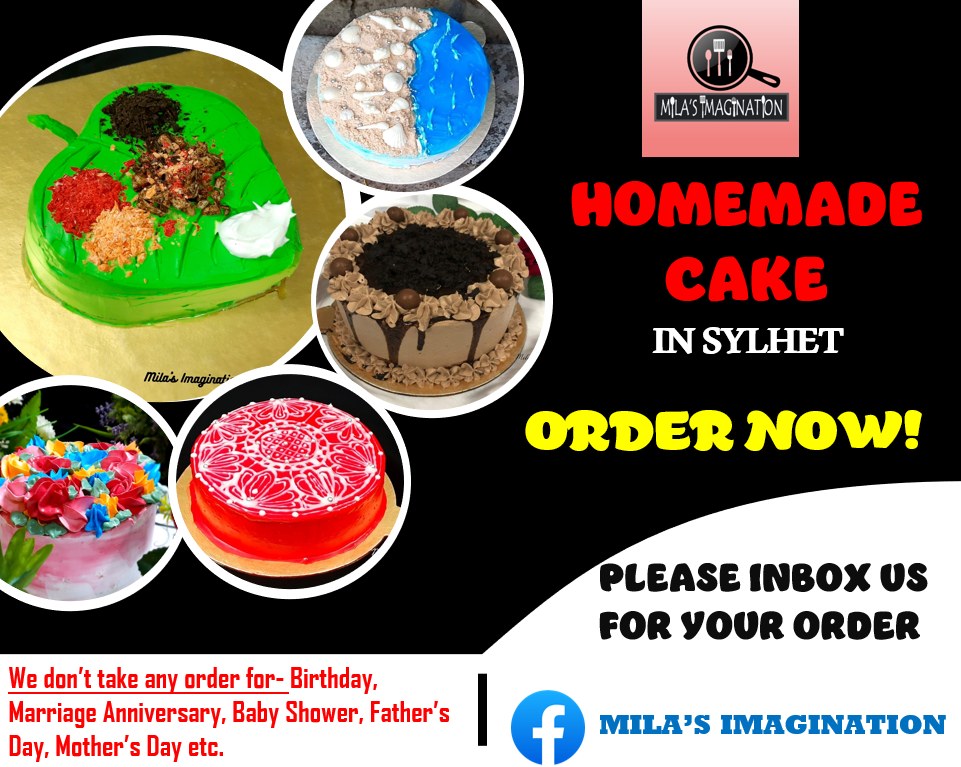 MILA'S IMAGINATION
HOMEMADE
CAKE
IN SYLHET
ORDER NOW!
Mila's Imaginati
PLEASE INBOX US
FOR YOUR ORDER
We don't take any order for- Birthday,
Marriage Anniversary, Baby Shower, Father's
Day, Mother's Day etc.
MILA'S IMAGINATION